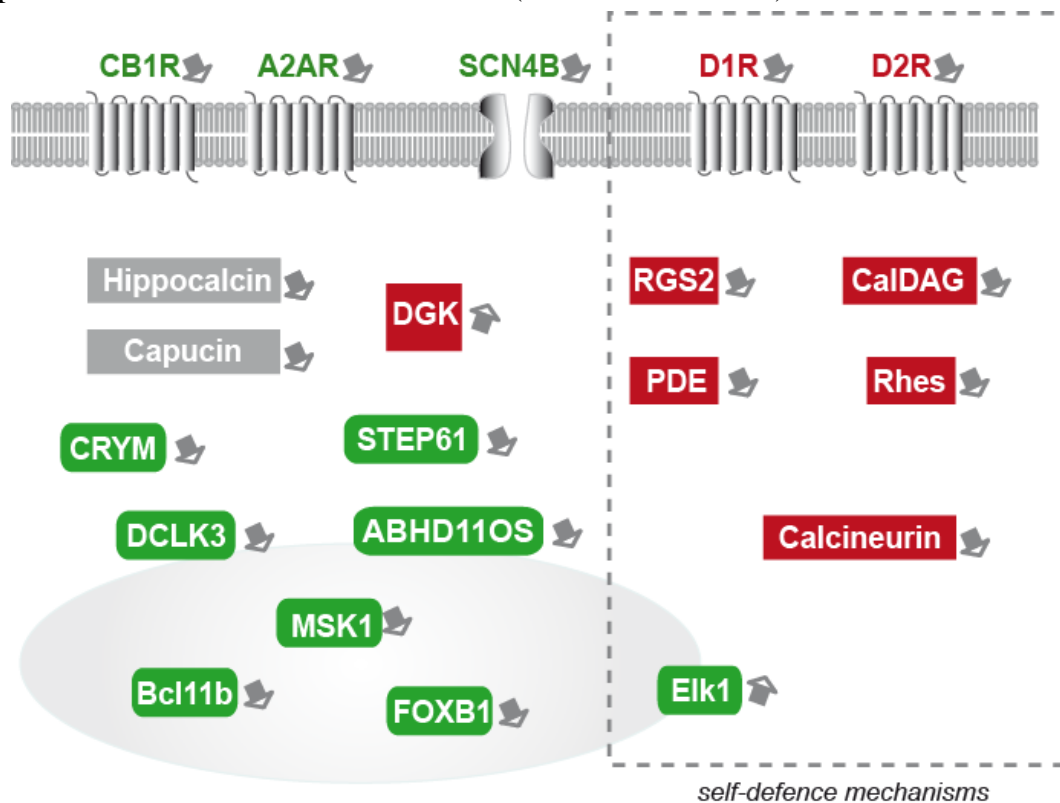 CB1R A2AR SCN4B D1R D2R
Hippocalcin
DGK
RGS2 CalDAG
Capucin
PDE Rhes
CRYM STEP61
DCLK3 ABHD11OS
Calcineurin
MSK1
Bcl11b FOXB1
Elk1
self-defence mechanisms